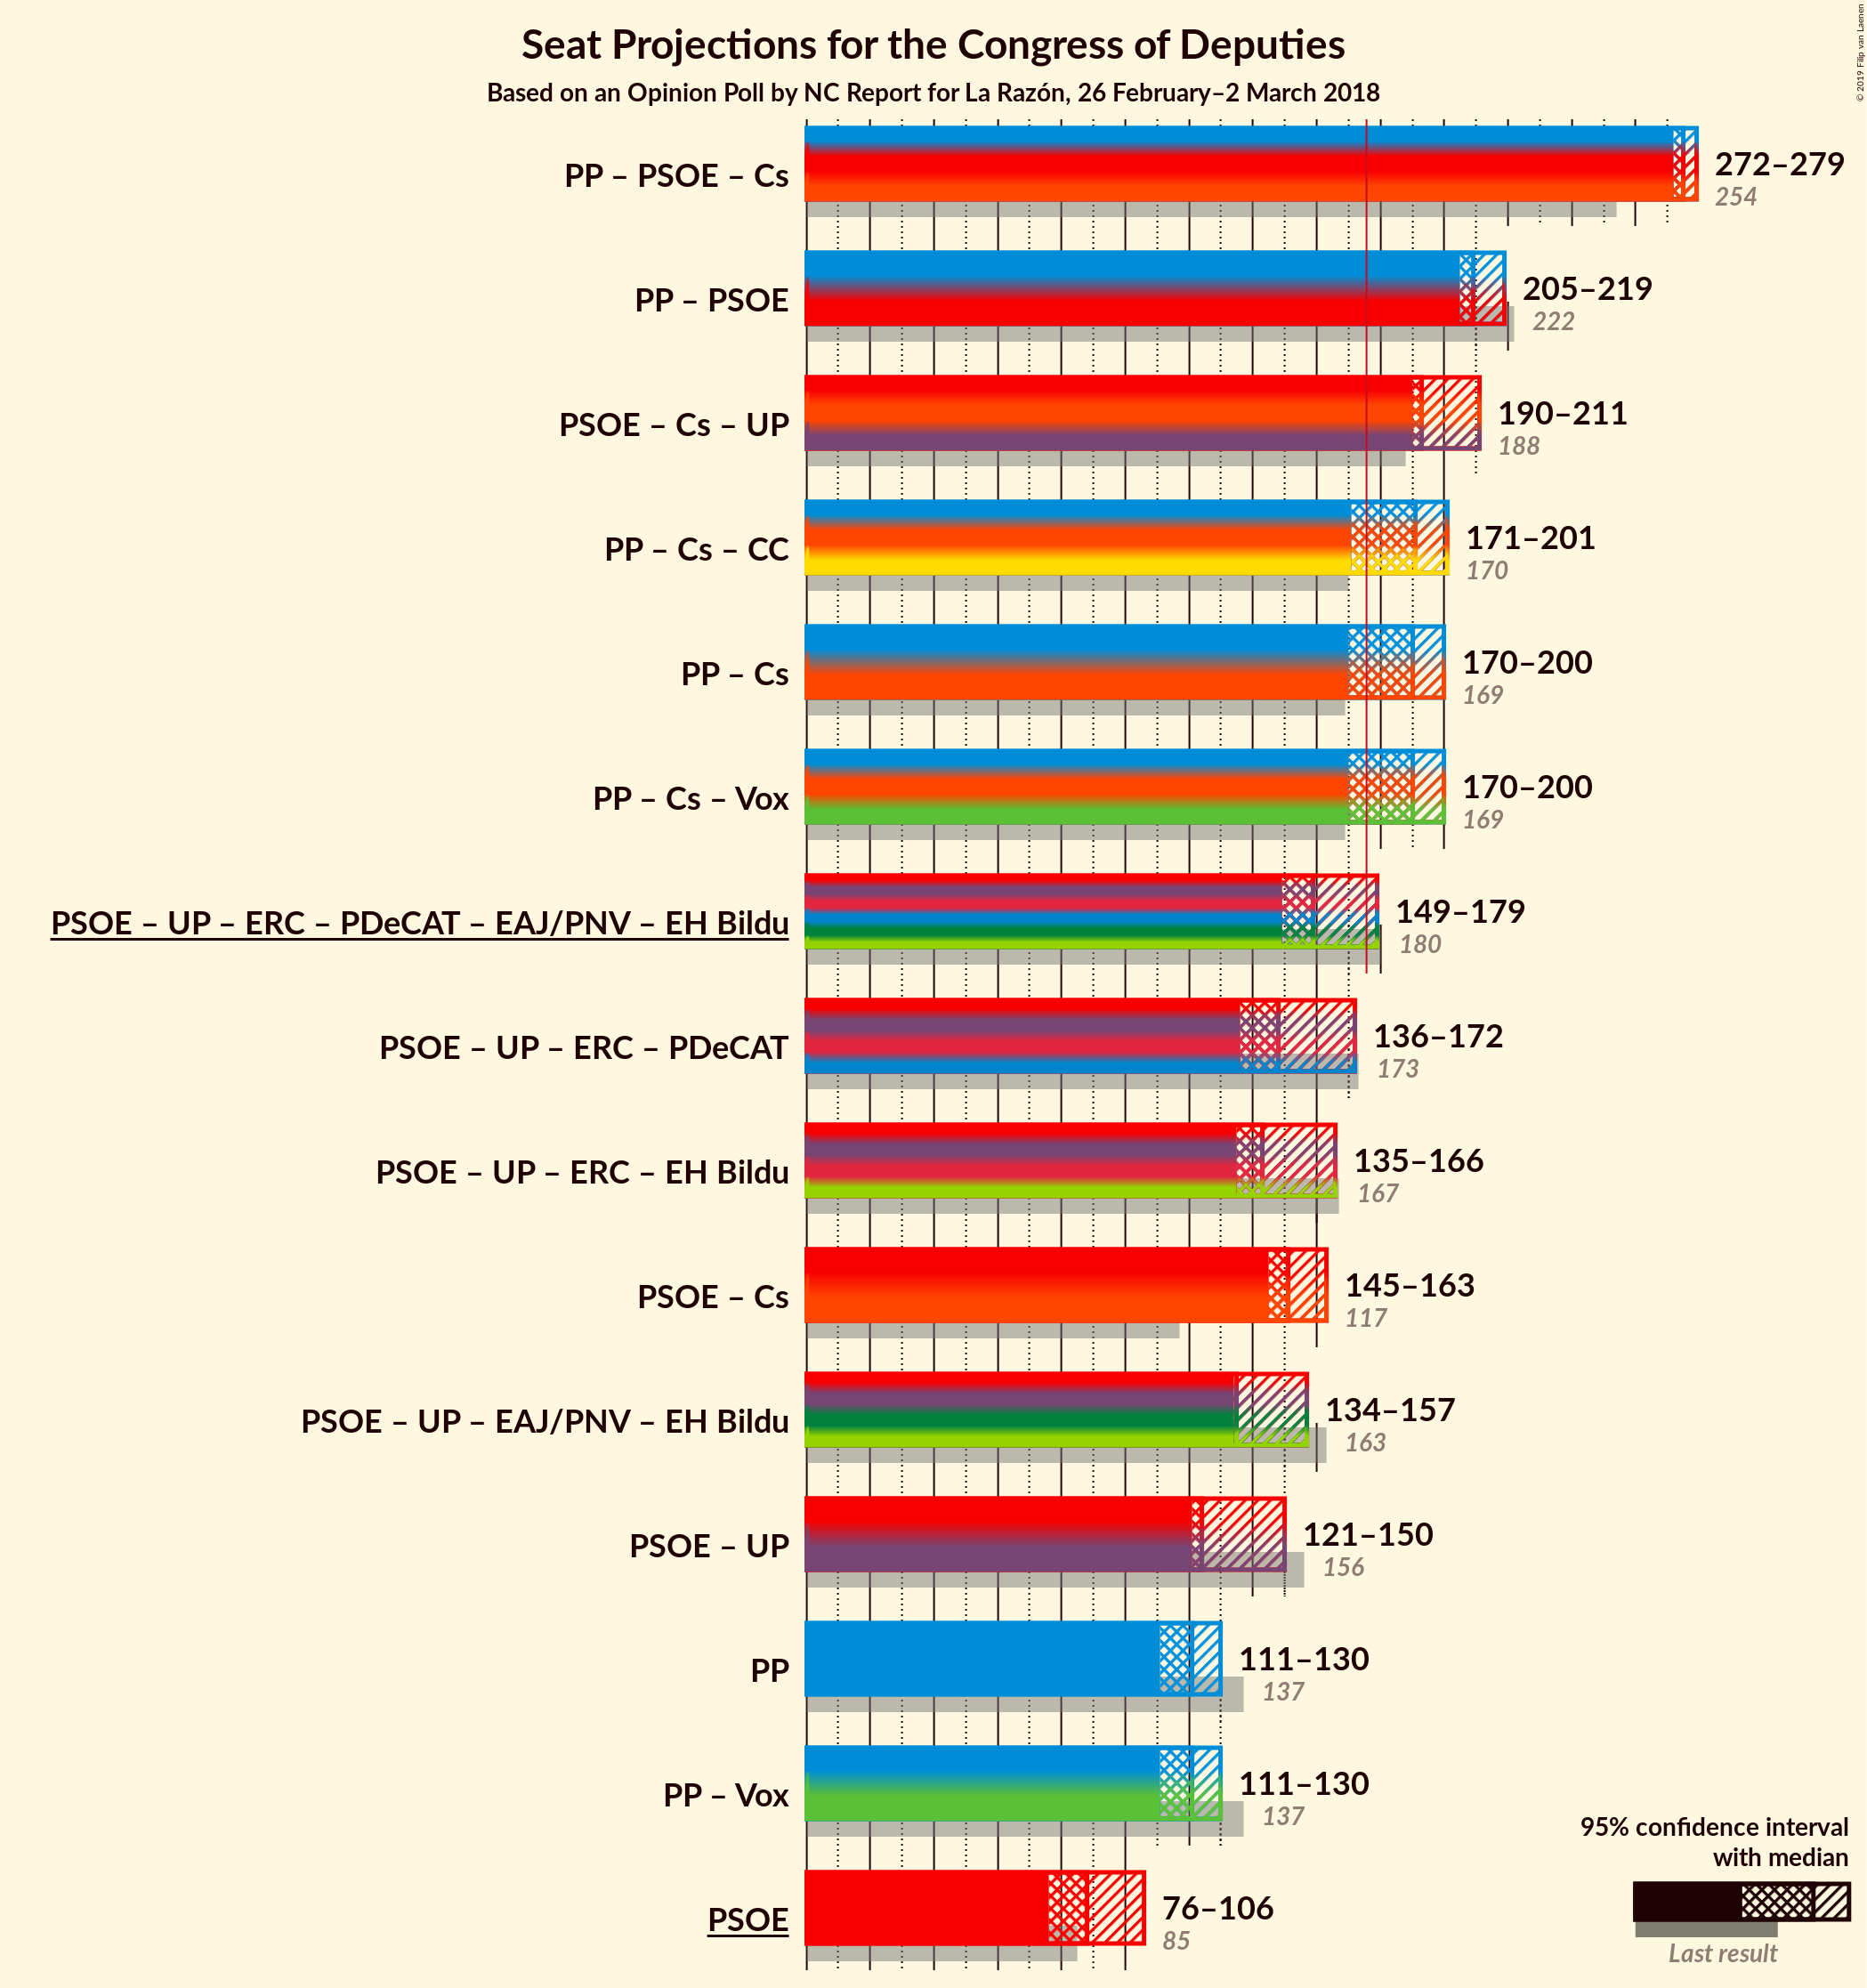 Seat Projections for the Congress of Deputies
Based on an Opinion Poll by NC Report for La Razón, 26 February–2 March 2018
© 2019 Filip van Laenen
PP – PSOE – Cs
272–279
254
PP – PSOE
205–219
222
PSOE – Cs – UP
190–211
188
PP – Cs – CC
171–201
170
PP – Cs
170–200
169
PP – Cs – Vox
170–200
169
PSOE – UP – ERC – PDeCAT – EAJ/PNV – EH Bildu
149–179
180
PSOE – UP – ERC – PDeCAT
136–172
173
PSOE – UP – ERC – EH Bildu
135–166
167
PSOE – Cs
145–163
117
PSOE – UP – EAJ/PNV – EH Bildu
134–157
163
PSOE – UP
121–150
156
PP
111–130
137
PP – Vox
111–130
137
PSOE
76–106
85
95% confidence interval
with median
Last result